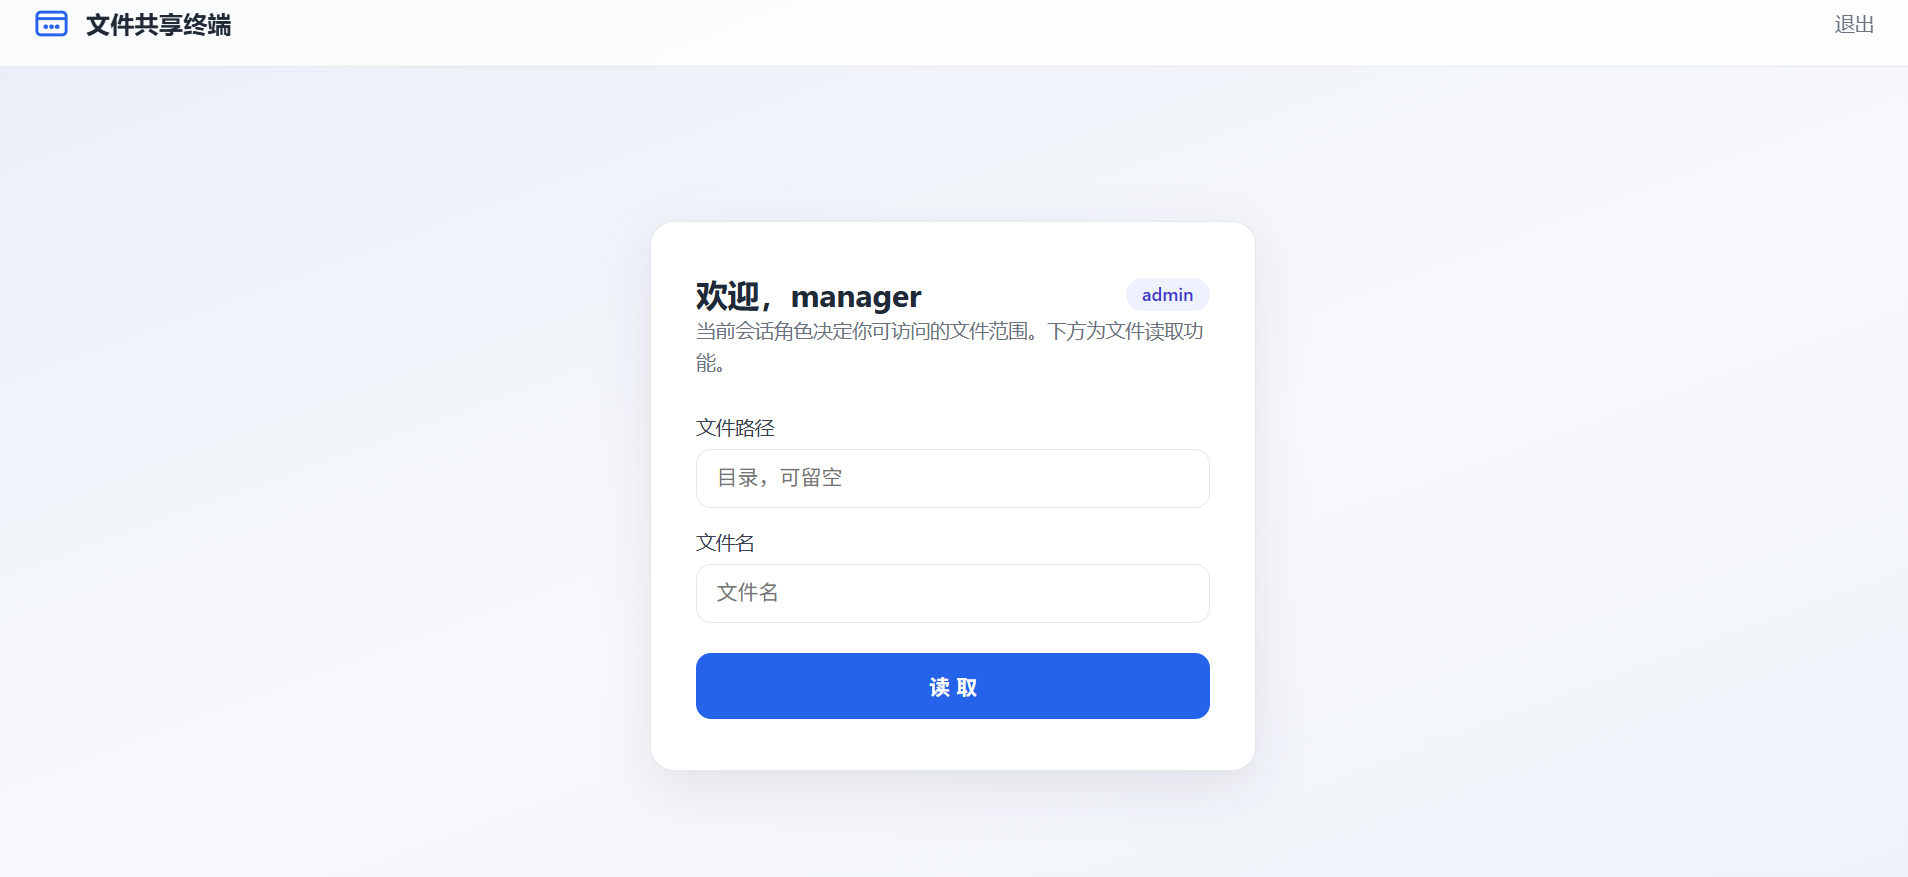 文件共享终端
退出
欢迎，manager
admin
当前会话角色决定你可访问的文件范围。下方为文件读取功
能。
文件路径
目录，可留空
文件名
文件名
读 取